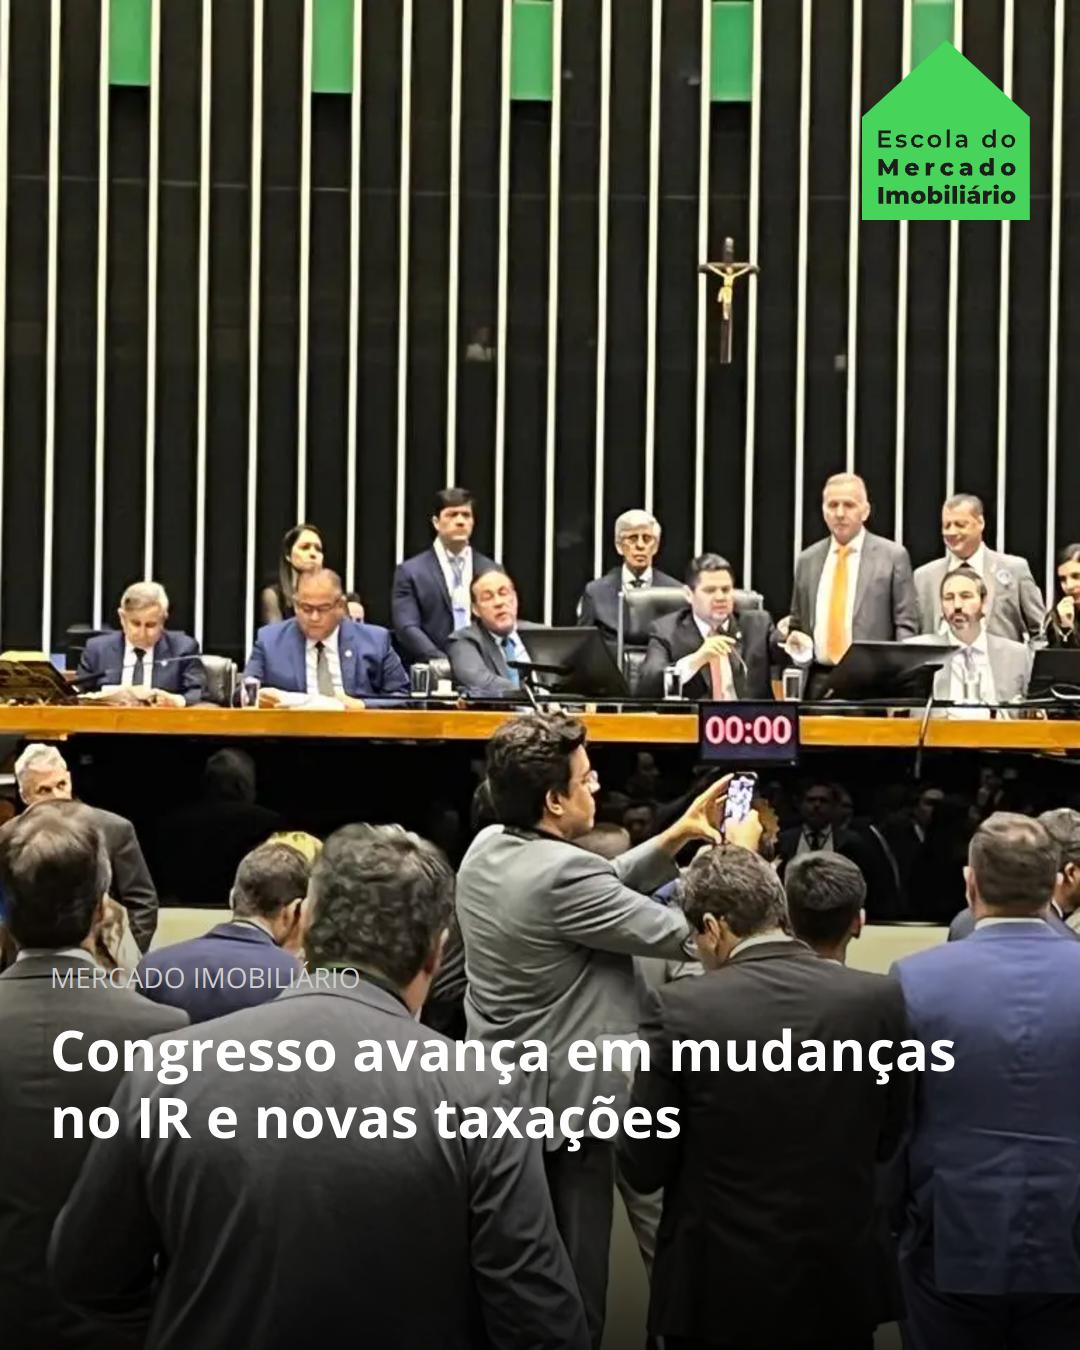 Escola do
Mercado
Imobiliário
00:00
MERCADO IMOBILIÁRIO
Congresso avança em mudanças
no IR e novas taxações